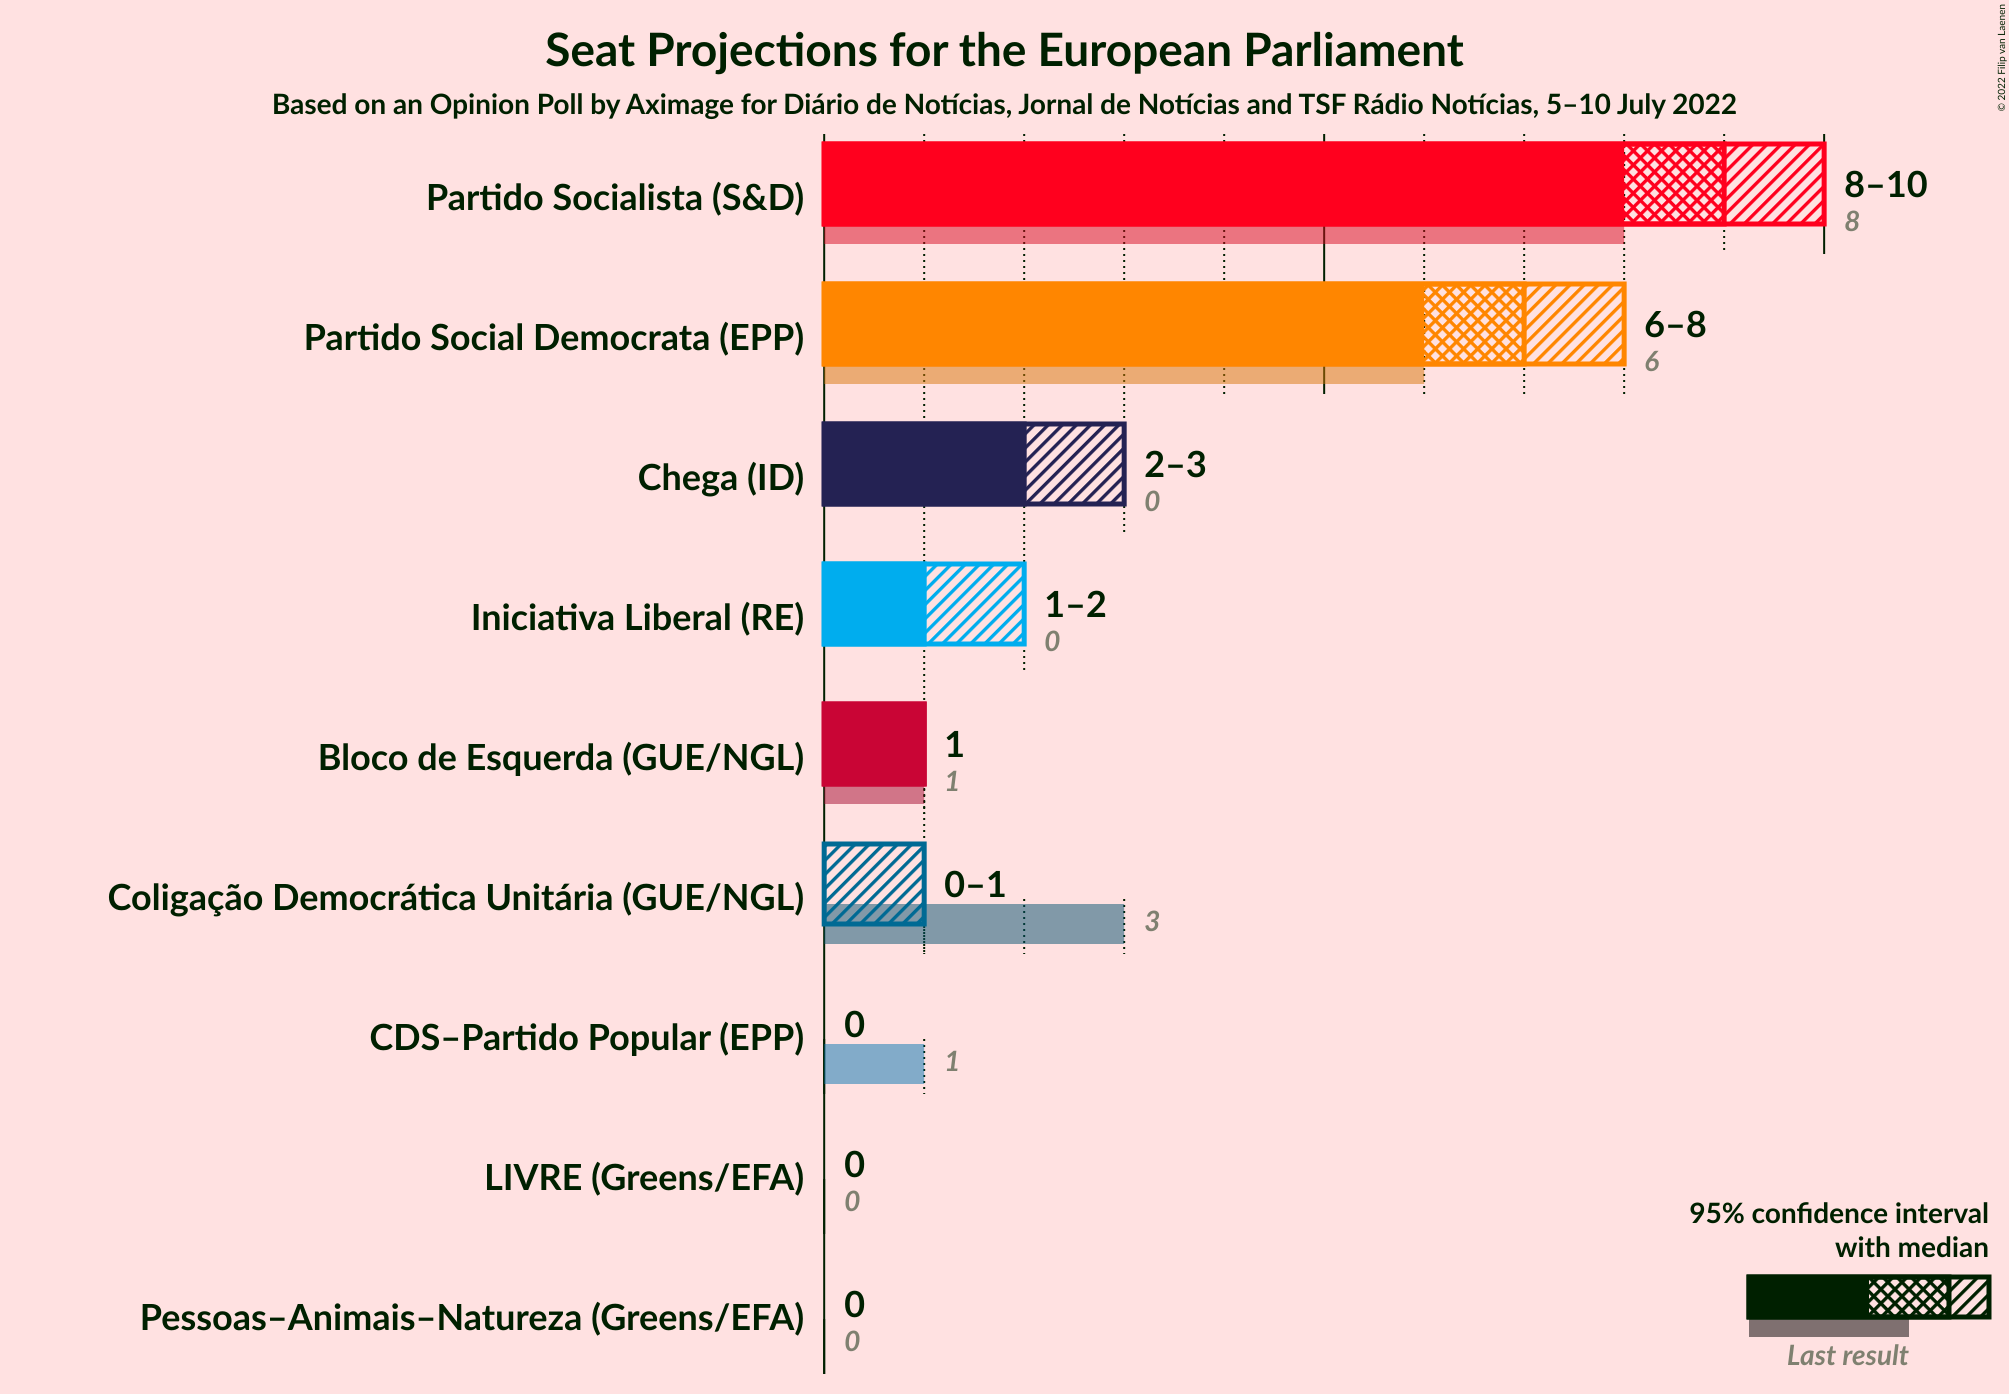 Seat Projections for the European Parliament
Based on an Opinion Poll by Aximage for Diário de Notícias, Jornal de Notícias and TSF Rádio Notícias, 5–10 July 2022
© 2022 Filip van Laenen
Partido Socialista (S&D)
8–10
8
Partido Social Democrata (EPP)
6–8
6
Chega (ID)
2–3
0
Iniciativa Liberal (RE)
1–2
0
Bloco de Esquerda (GUE/NGL)
1
1
Coligação Democrática Unitária (GUE/NGL)
0–1
3
CDS–Partido Popular (EPP)
0
1
LIVRE (Greens/EFA)
0
0
Pessoas–Animais–Natureza (Greens/EFA)
0
0
95% confidence interval
with median
Last result